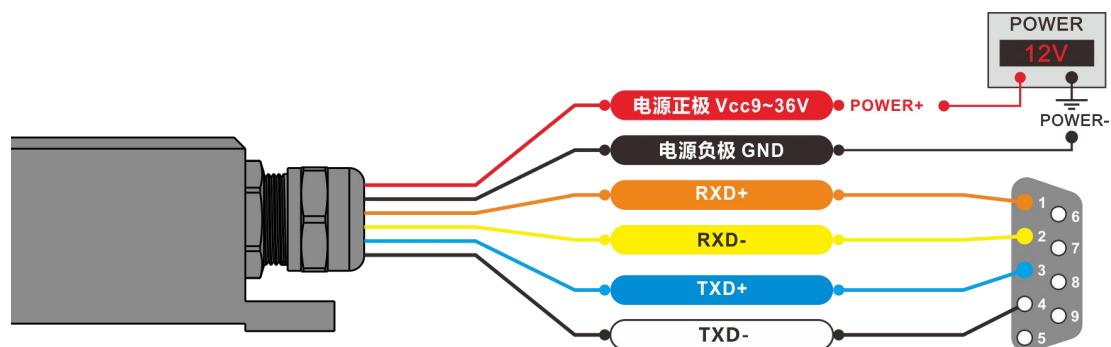 POWER
12V
电源正极 Vcc9~36V
POWER+
POWER-
电源负极 GND
RXD+
RXD-
TXD+
TXD-
1
6
2
7
3
8
4
9
5